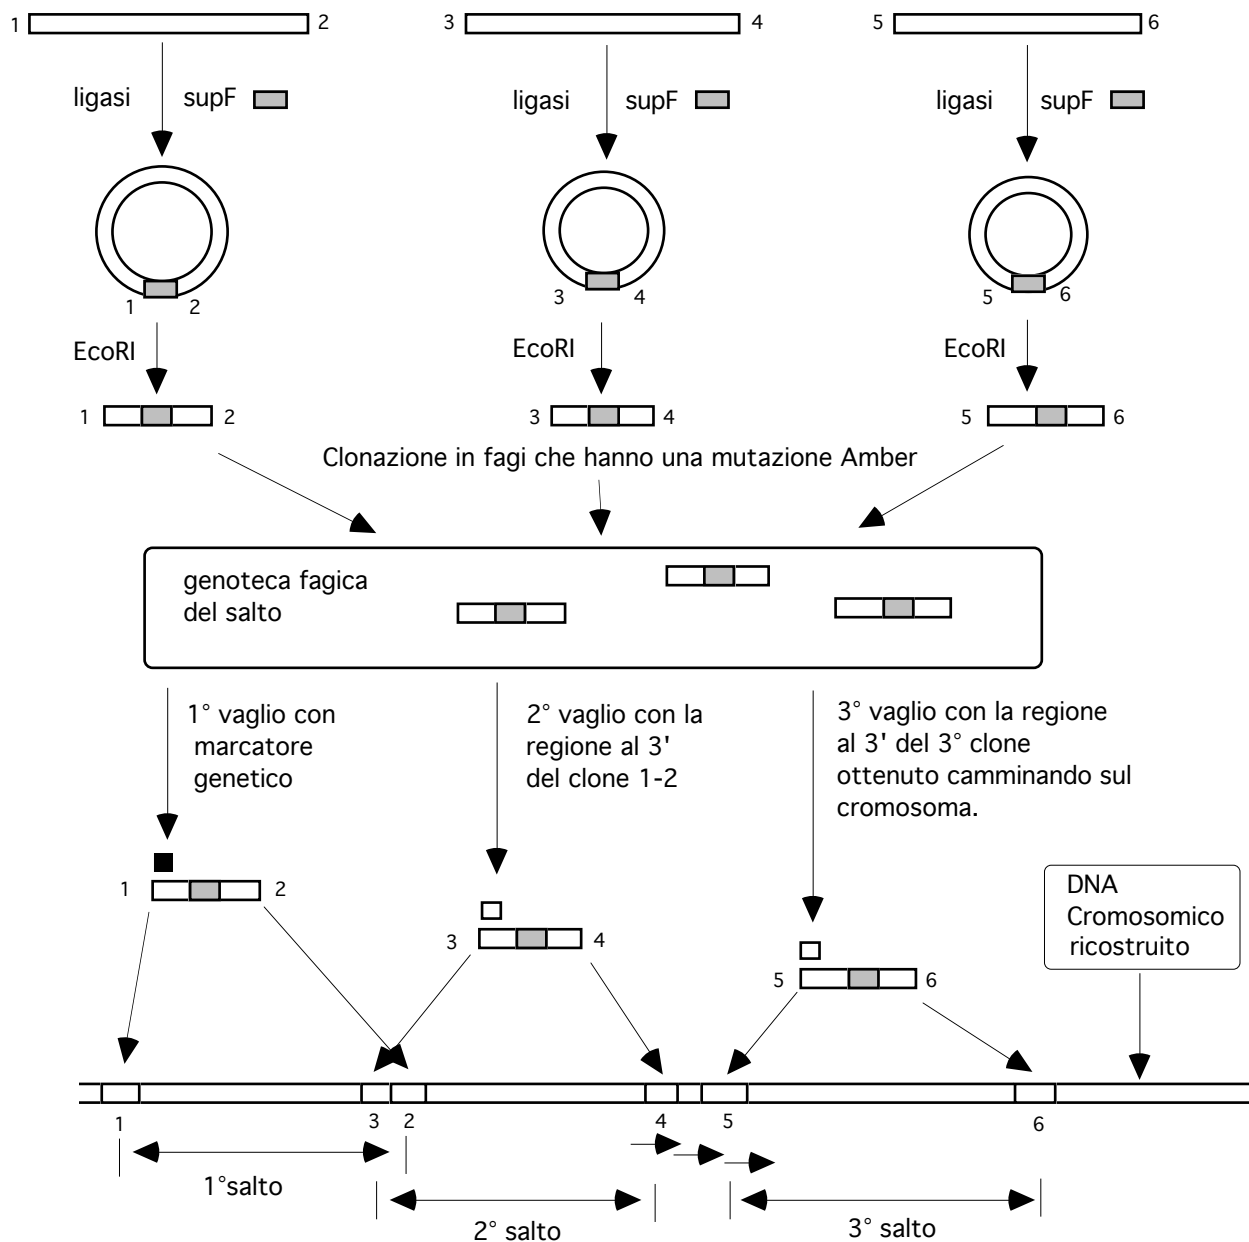 1 2 3 4 5 6
ligasi supF ligasi supF ligasi supF
1 2 3 4 5 6
EcoRI EcoRI EcoRI
1 2 3 4 5 6
Clonazione in fagi che hanno una mutazione Amber
genoteca fagica
del salto
1° vaglio con
marcatore
genetico
2° vaglio con la
regione al 3'
del clone 1-2
3° vaglio con la regione
al 3' del 3° clone
ottenuto camminando sul
cromosoma.
1 2
3 4
5 6
DNA
Cromosomico
ricostruito
1 3 2 4 5 6
1°salto
2° salto
3° salto